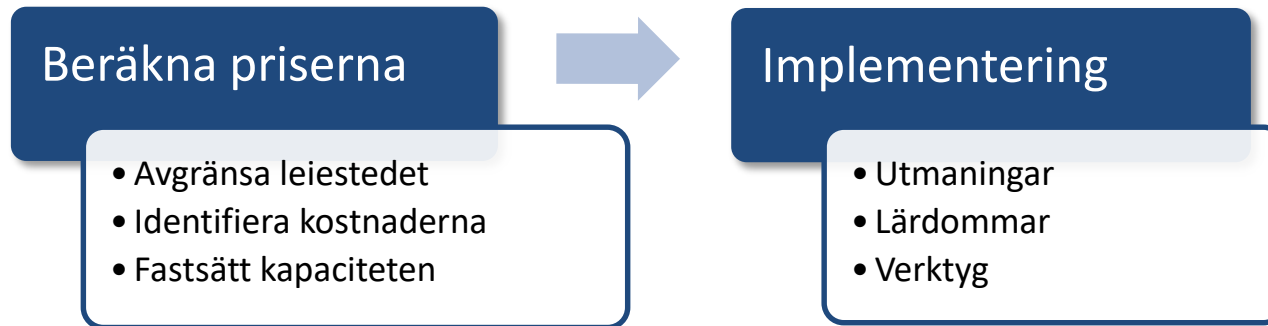 Beräkna priserna
• Avgränsa leiestedet
• Identifiera kostnaderna
• Fastsätt kapaciteten
Implementering
• Utmaningar
• Lärdommar
• Verktyg